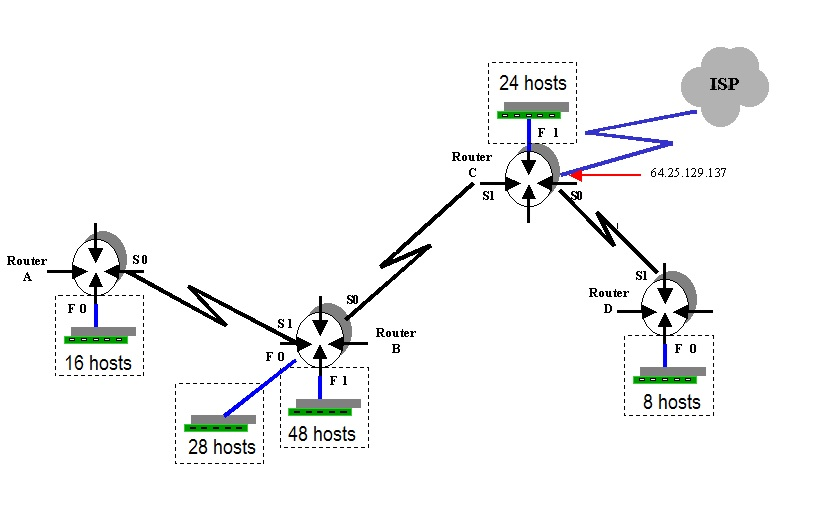 24 hosts
ISP
F 1
Router
C
S1
S0
64.25.129.137
Router
A
S0
F 0
16 hosts
S1
S0
F 0
F 1
Router
B
28 hosts
48 hosts
S1
Router
D
F 0
8 hosts